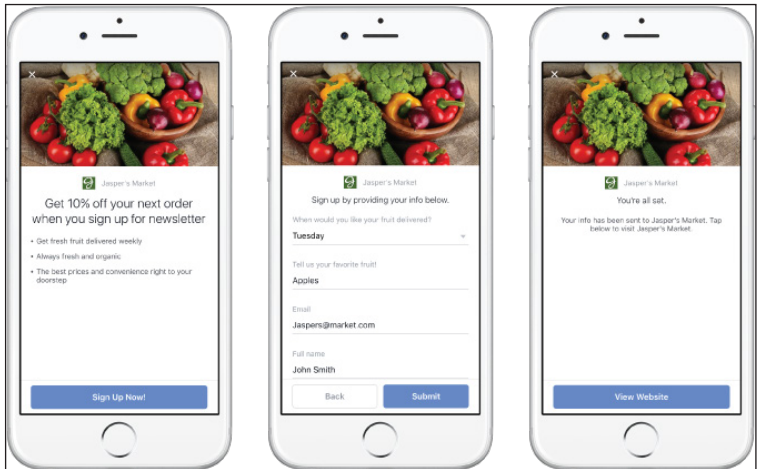 Jasper's Market
Get 10% off your next order
when you sign up for newsletter
• Get fresh fruit delivered weekly
• Always fresh and organic
• The best prices and convenience right to your
doorstep
Sign Up Now!
Jasper's Market
Sign up by providing your info below.
When would you like your fruit delivered?
Tuesday
Tell us your favorite fruit!
Apples
Email
Jaspers@market.com
Full name
John Smith
Back
Submit
Jasper's Market
You're all set.
Your info has been sent to Jasper's Market. Tap
below to visit Jasper's Market
View Website